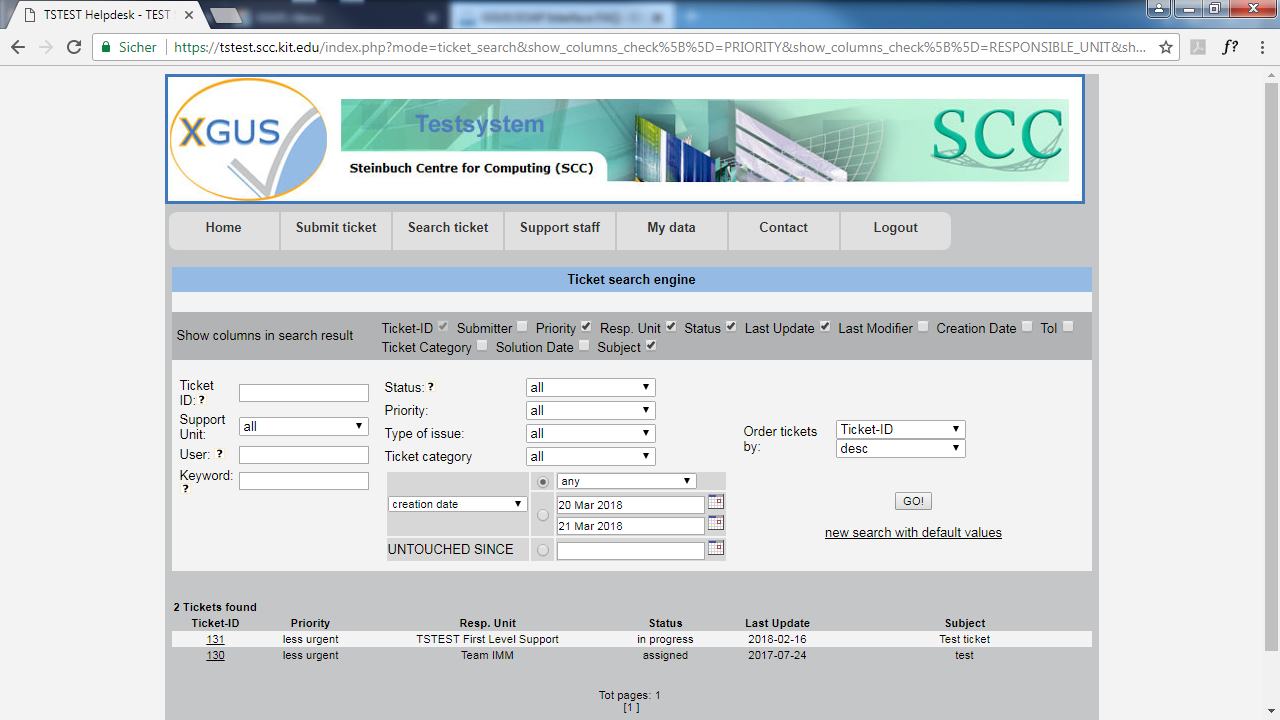 TSTEST Helpdesk - TEST
Sicher
https://tstest.scc.kit.edu/index.php?mode=ticket_search&show_columns_check%5B%5D=PRIORITY&show_columns_check%5B%5D=RESPONSIBLE_UNIT&sh...
f?
XGUS
Testsystem
Steinbuch Centre for Computing (SCC)
SCC
Home Submit ticket Search ticket Support staff My data Contact Logout
Ticket search engine
Show columns in search result
Ticket-ID Submitter Priority Resp. Unit Status Last Update Last Modifier Creation Date ToI
Ticket Category Solution Date Subject
Ticket
ID: ?
Support
Unit: all
User: ?
Keyword:
?
Status: ? all
Priority: all
Type of issue: all
Ticket category all
creation date
any
20 Mar 2018
21 Mar 2018
UNTOUCHED SINCE
Order tickets
by:
Ticket-ID
desc
GO!
new search with default values
2 Tickets found
Ticket-ID Priority Resp. Unit Status Last Update Subject
131 less urgent TSTEST First Level Support in progress 2018-02-16 Test ticket
130 less urgent Team IMM assigned 2017-07-24 test
Tot pages: 1
[1 ]